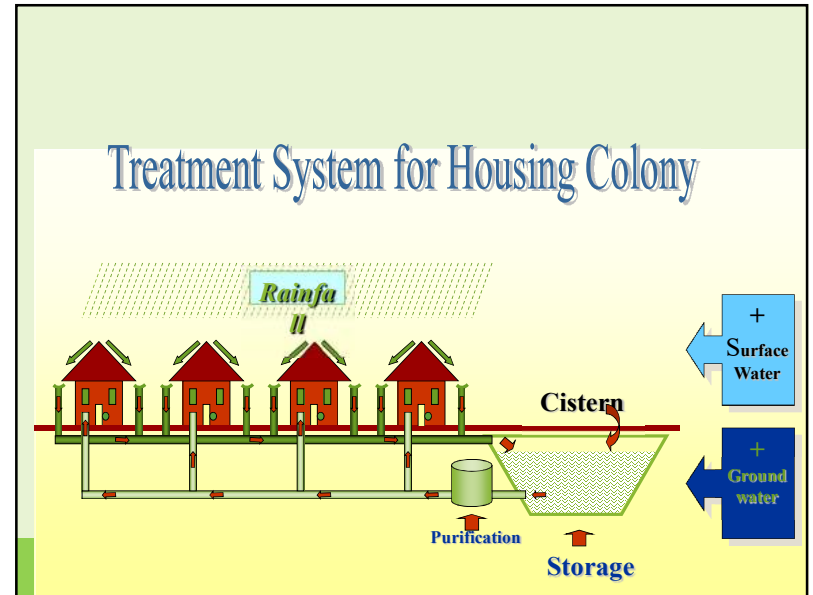 Treatment System for Housing Colony
Rainfa
ll
+
Surface
Water
Cistern
+
Ground
water
Purification
Storage